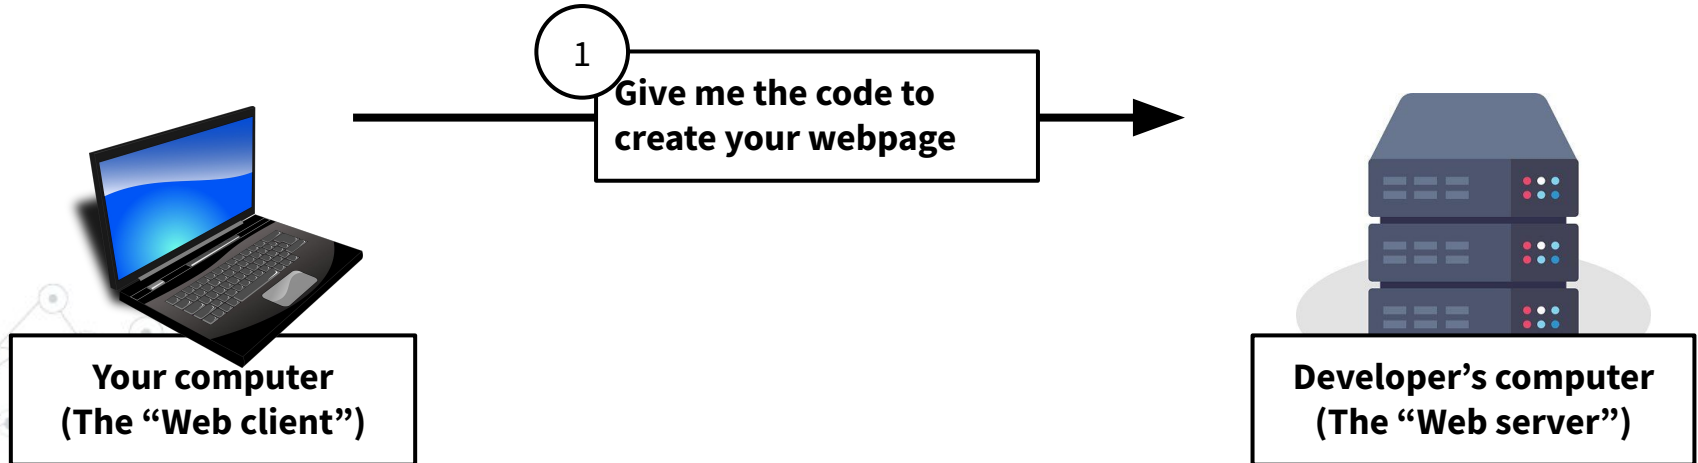 1
Give me the code to
create your webpage
Your computer
(The “Web client”)
Developer’s computer
(The “Web server”)